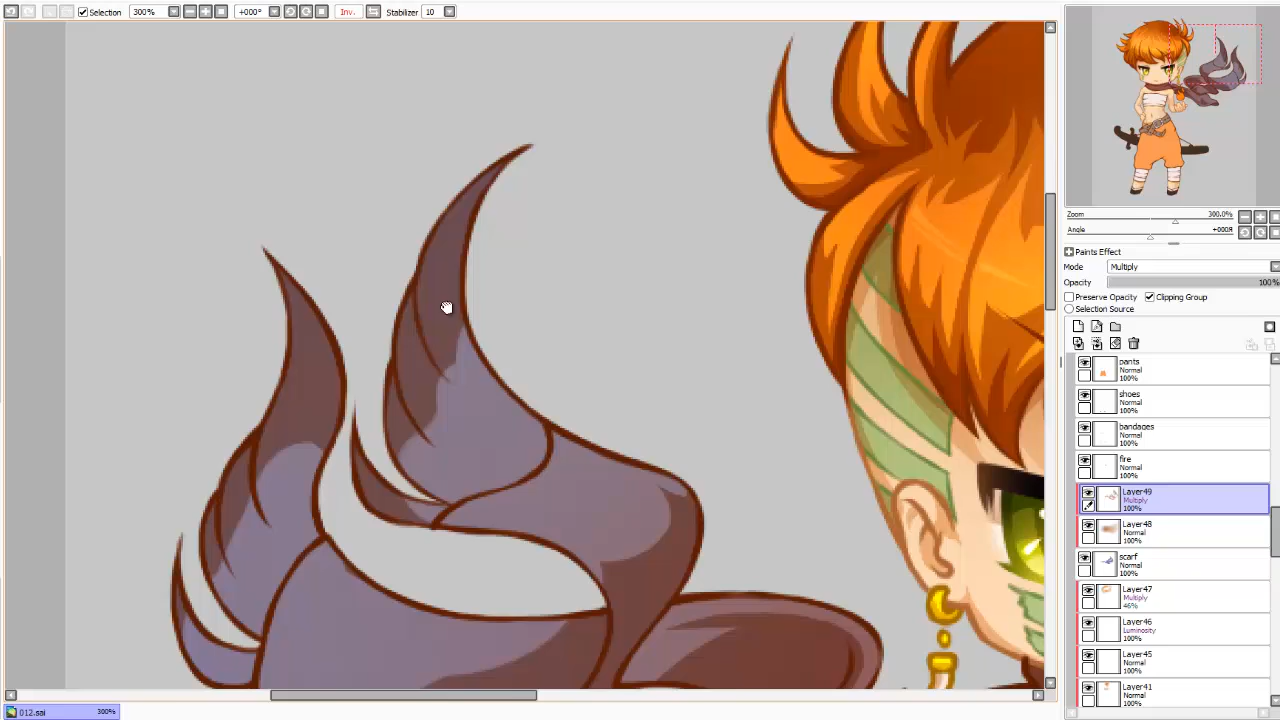 Selection 300% +000° Inv. Stabilizer 10
Zoom 300.0%
Angle +000Я
Paints Effect
Mode Multiply
Opacity 100%
Preserve Opacity Clipping Group
Selection Source
pants
Normal
100%
shoes
Normal
100%
bandages
Normal
100%
fire
Normal
100%
Layer49
Multiply
100%
Layer48
Normal
100%
scarf
Normal
100%
Layer47
Multiply
46%
Layer46
Luminosity
100%
Layer45
Normal
100%
Layer41
Normal
100%
012.sai 300%